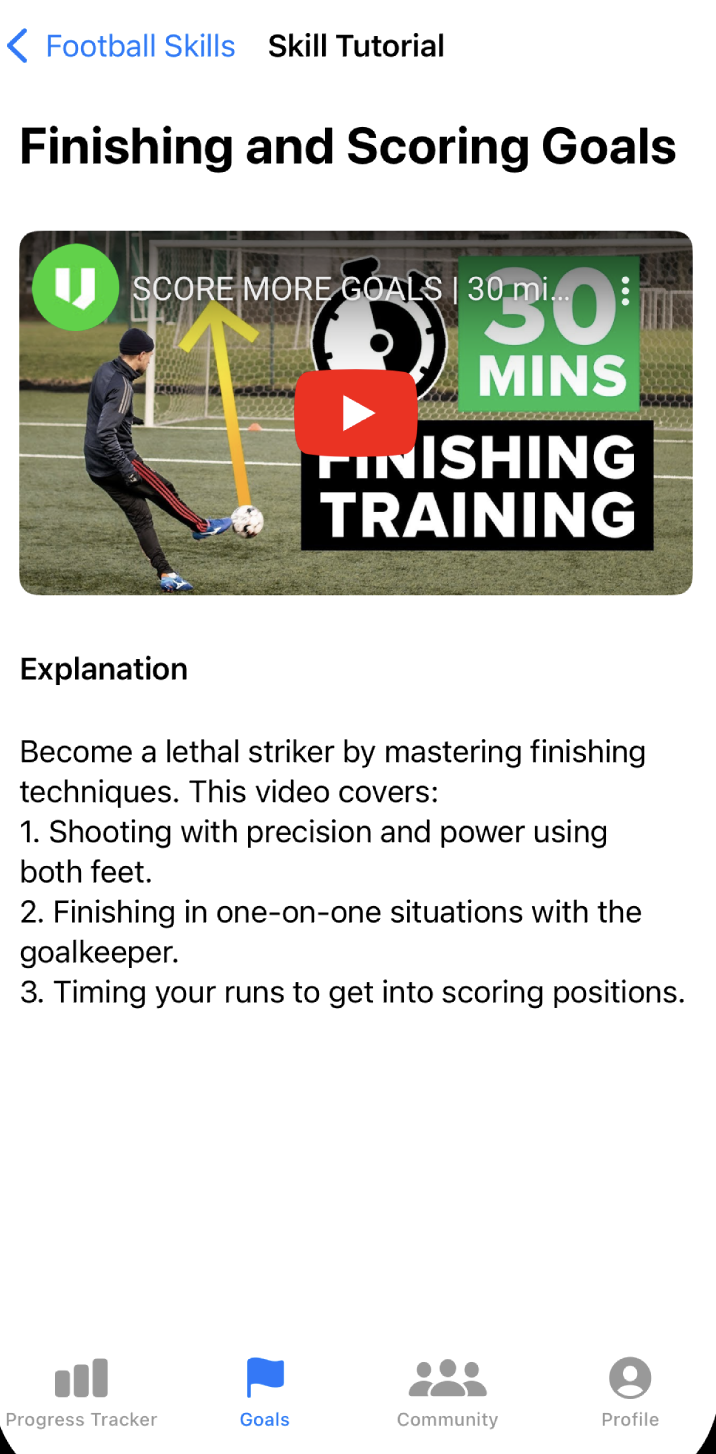 Football Skills Skill Tutorial
Finishing and Scoring Goals
SCORE MORE GOALS | 30 mi...
30
MINS
FINISHING
TRAINING
Explanation
Become a lethal striker by mastering finishing
techniques. This video covers:
1. Shooting with precision and power using
both feet.
2. Finishing in one-on-one situations with the
goalkeeper.
3. Timing your runs to get into scoring positions.
Progress Tracker Goals Community Profile